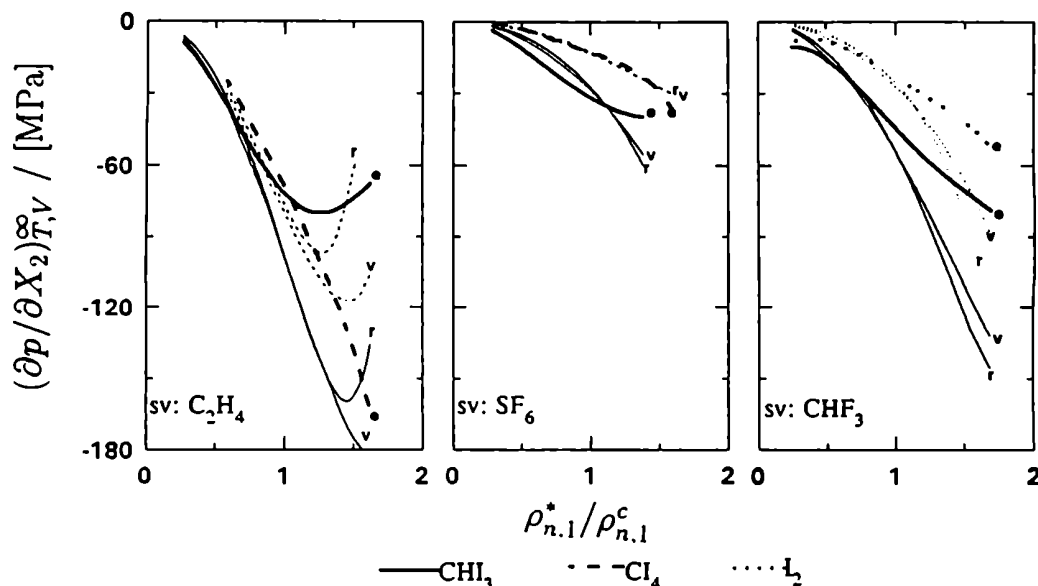 (∂p/∂X₂)^∞_{T,V} / [MPa]
0
-60
-120
-180
r
v
r
v
sv: C₂H₄
r
v
v
r
sv: SF₆
v
r
v
r
sv: CHF₃
0 1 2 0 1 2 0 1 2
ρ*ₙ,₁/ρᶜₙ,₁
CHI₃ CI₄ I₂